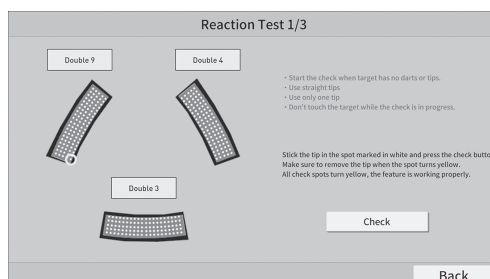 Reaction Test 1/3
Double 9
Double 4
・Start the check when target has no darts or tips.
・Use straight tips
・Use only one tip
・Don't touch the target while the check is in progress.
Stick the tip in the spot marked in white and press the check butto
Make sure to remove the tip when the spot turns yellow.
All check spots turn yellow, the feature is working properly.
Double 3
Check
Back